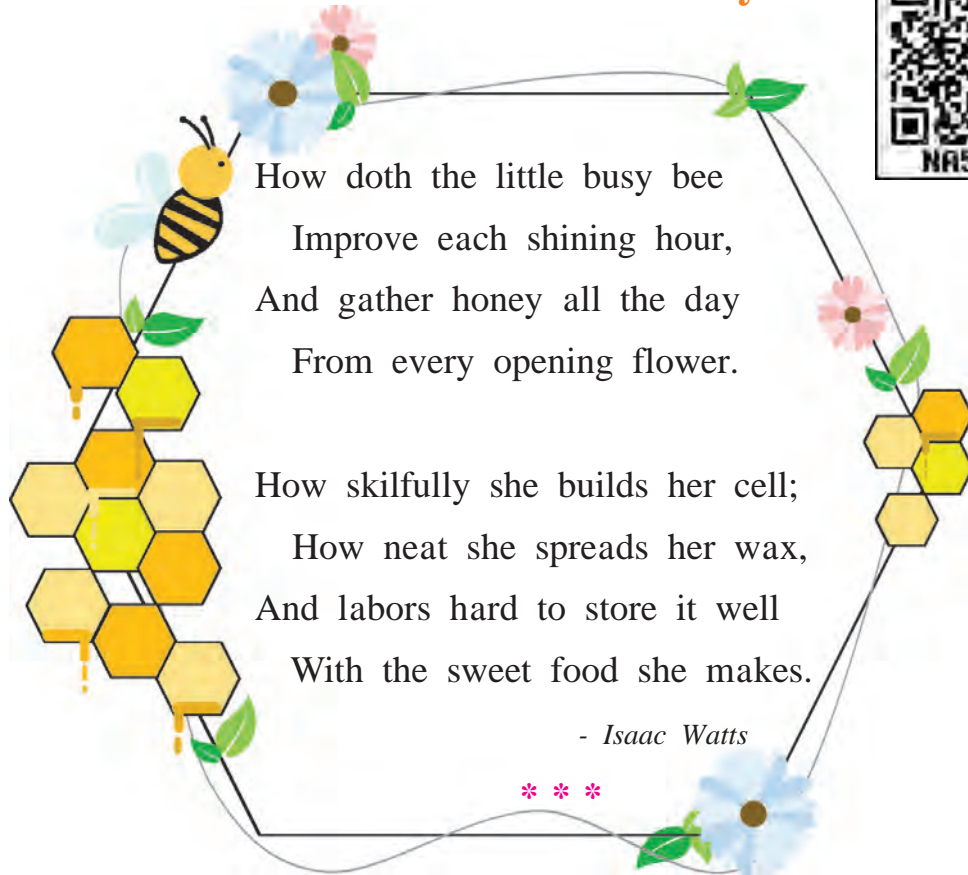 How doth the little busy bee
Improve each shining hour,
And gather honey all the day
From every opening flower.
How skilfully she builds her cell;
How neat she spreads her wax,
And labors hard to store it well
With the sweet food she makes.
- Isaac Watts
* * *